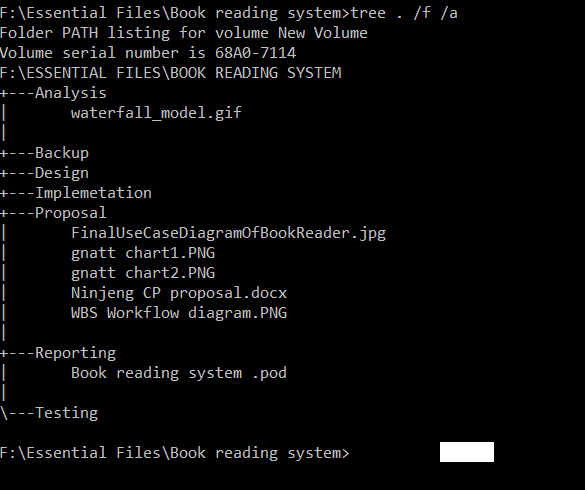 F:\Essential Files\Book reading system>tree . /f /a
Folder PATH listing for volume New Volume
Volume serial number is 68A0-7114
F:\ESSENTIAL FILES\BOOK READING SYSTEM
+---Analysis
|       waterfall_model.gif
|
+---Backup
+---Design
+---Implemetation
+---Proposal
|       FinalUseCaseDiagramOfBookReader.jpg
|       gnatt chart1.PNG
|       gnatt chart2.PNG
|       Ninjeng CP proposal.docx
|       WBS Workflow diagram.PNG
|
+---Reporting
|       Book reading system .pod
|
\---Testing
F:\Essential Files\Book reading system>